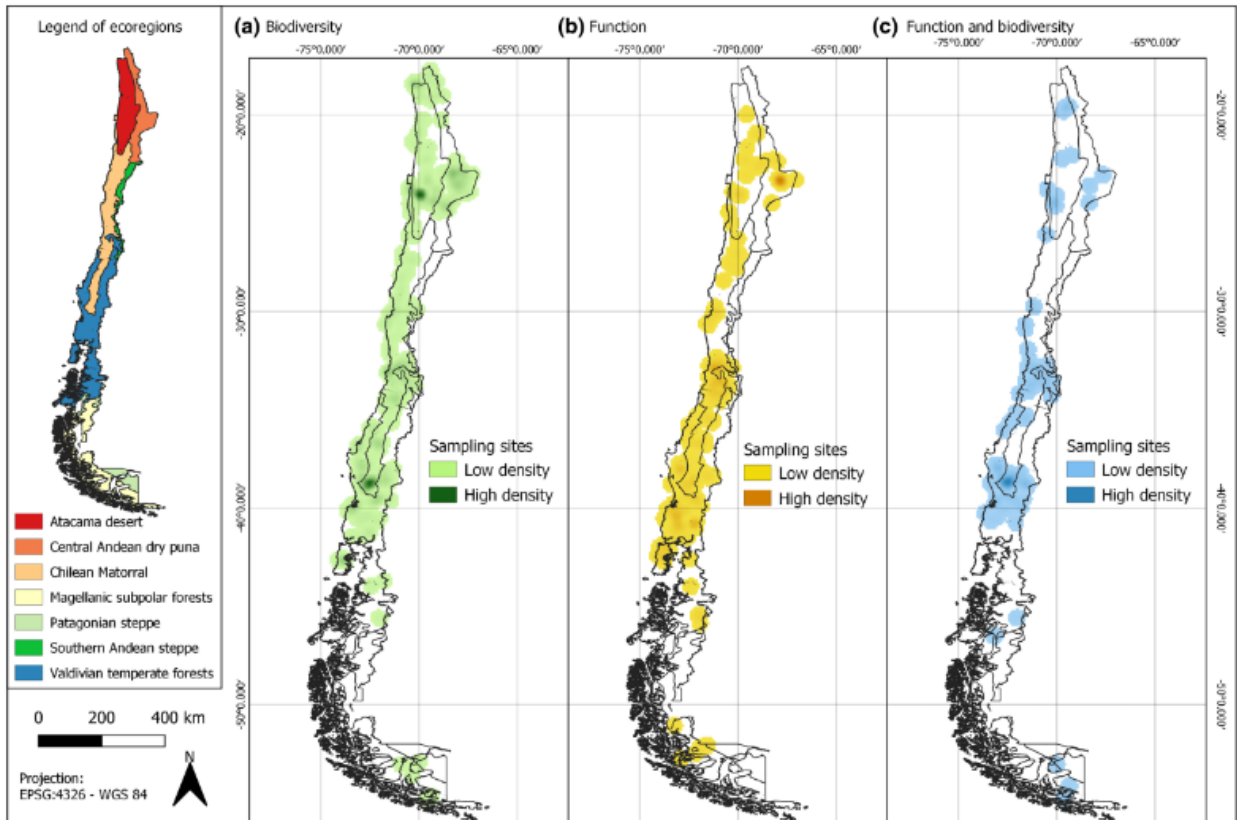 Legend of ecoregions
Atacama desert
Central Andean dry puna
Chilean Matorral
Magellanic subpolar forests
Patagonian steppe
Southern Andean steppe
Valdivian temperate forests
0 200 400 km
Projection:
EPSG:4326 - WGS 84
N
(a) Biodiversity
-75°0.000' -70°0.000' -65°0.000'
Sampling sites
Low density
High density
(b) Function
-75°0.000' -70°0.000' -65°0.000'
Sampling sites
Low density
High density
(c) Function and biodiversity
-75°0.000' -70°0.000' -65°0.000'
Sampling sites
Low density
High density
-20°0.000'
-30°0.000'
-40°0.000'
-50°0.000'
-20°0.000'
-30°0.000'
-40°0.000'
-50°0.000'